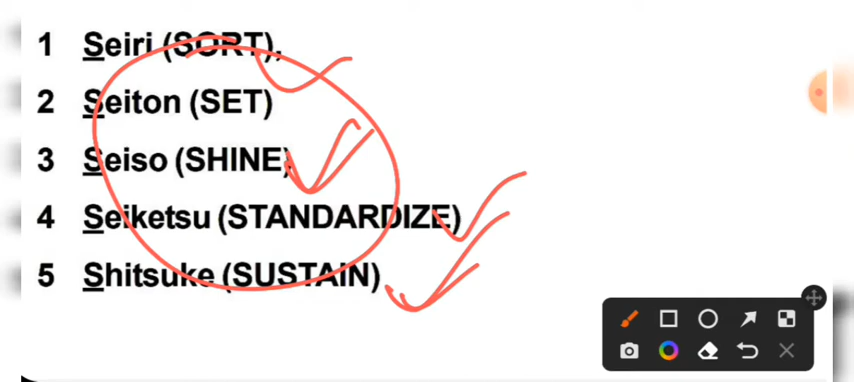 1 Seiri (SORT),
2 Seiton (SET)
3 Seiso (SHINE)
4 Seiketsu (STANDARDIZE)
5 Shitsuke (SUSTAIN)